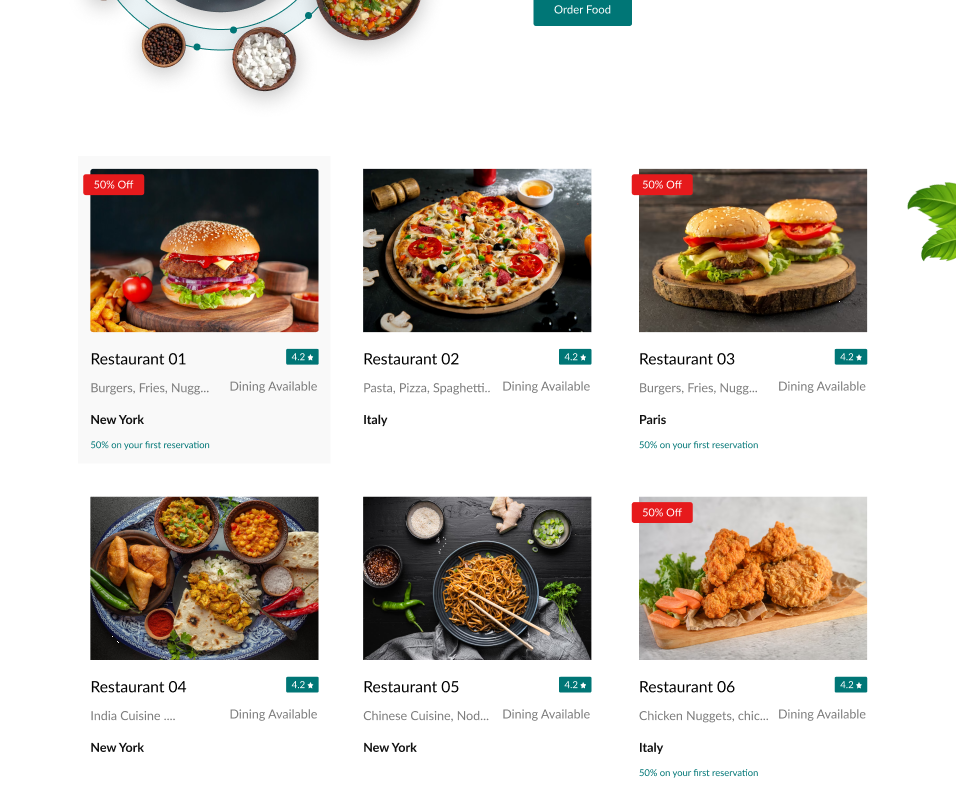 Order Food
50% Off
50% Off
Restaurant 01
4.2
Burgers, Fries, Nugg...
Dining Available
New York
50% on your first reservation
Restaurant 02
4.2
Pasta, Pizza, Spaghetti..
Dining Available
Italy
Restaurant 03
4.2
Burgers, Fries, Nugg...
Dining Available
Paris
50% on your first reservation
50% Off
Restaurant 04
4.2
India Cuisine ....
Dining Available
New York
Restaurant 05
4.2
Chinese Cuisine, Nod...
Dining Available
New York
Restaurant 06
4.2
Chicken Nuggets, chic...
Dining Available
Italy
50% on your first reservation